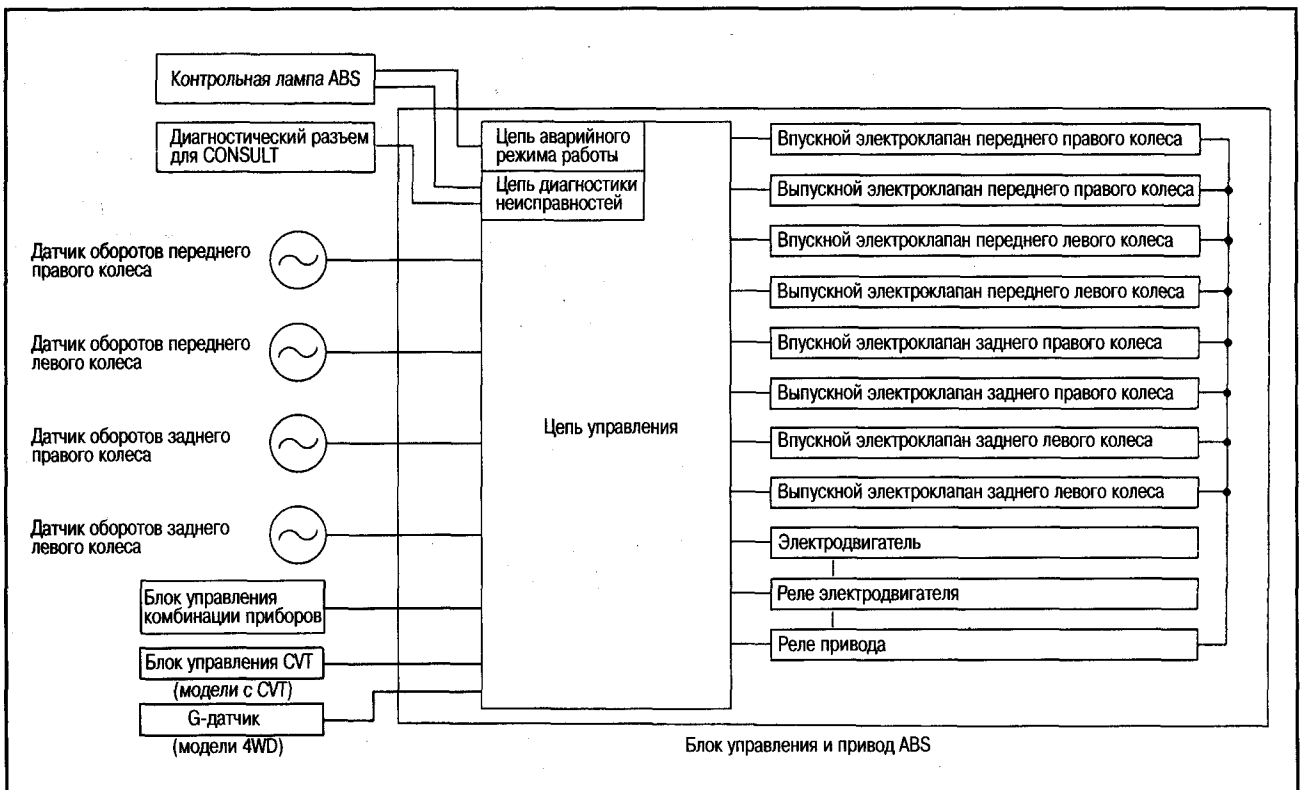 Контрольная лампа ABS
Диагностический разъем
для CONSULT
Датчик оборотов переднего
правого колеса
Датчик оборотов переднего
левого колеса
Датчик оборотов заднего
правого колеса
Датчик оборотов заднего
левого колеса
Блок управления
комбинации приборов
Блок управления CVT
(модели с CVT)
G-датчик
(модели 4WD)
Цепь аварийного
режима работы
Цепь диагностики
неисправностей
Цепь управления
Впускной электроклапан переднего правого колеса
Выпускной электроклапан переднего правого колеса
Впускной электроклапан переднего левого колеса
Выпускной электроклапан переднего левого колеса
Впускной электроклапан заднего правого колеса
Выпускной электроклапан заднего правого колеса
Впускной электроклапан заднего левого колеса
Выпускной электроклапан заднего левого колеса
Электродвигатель
Реле электродвигателя
Реле привода
Блок управления и привод ABS